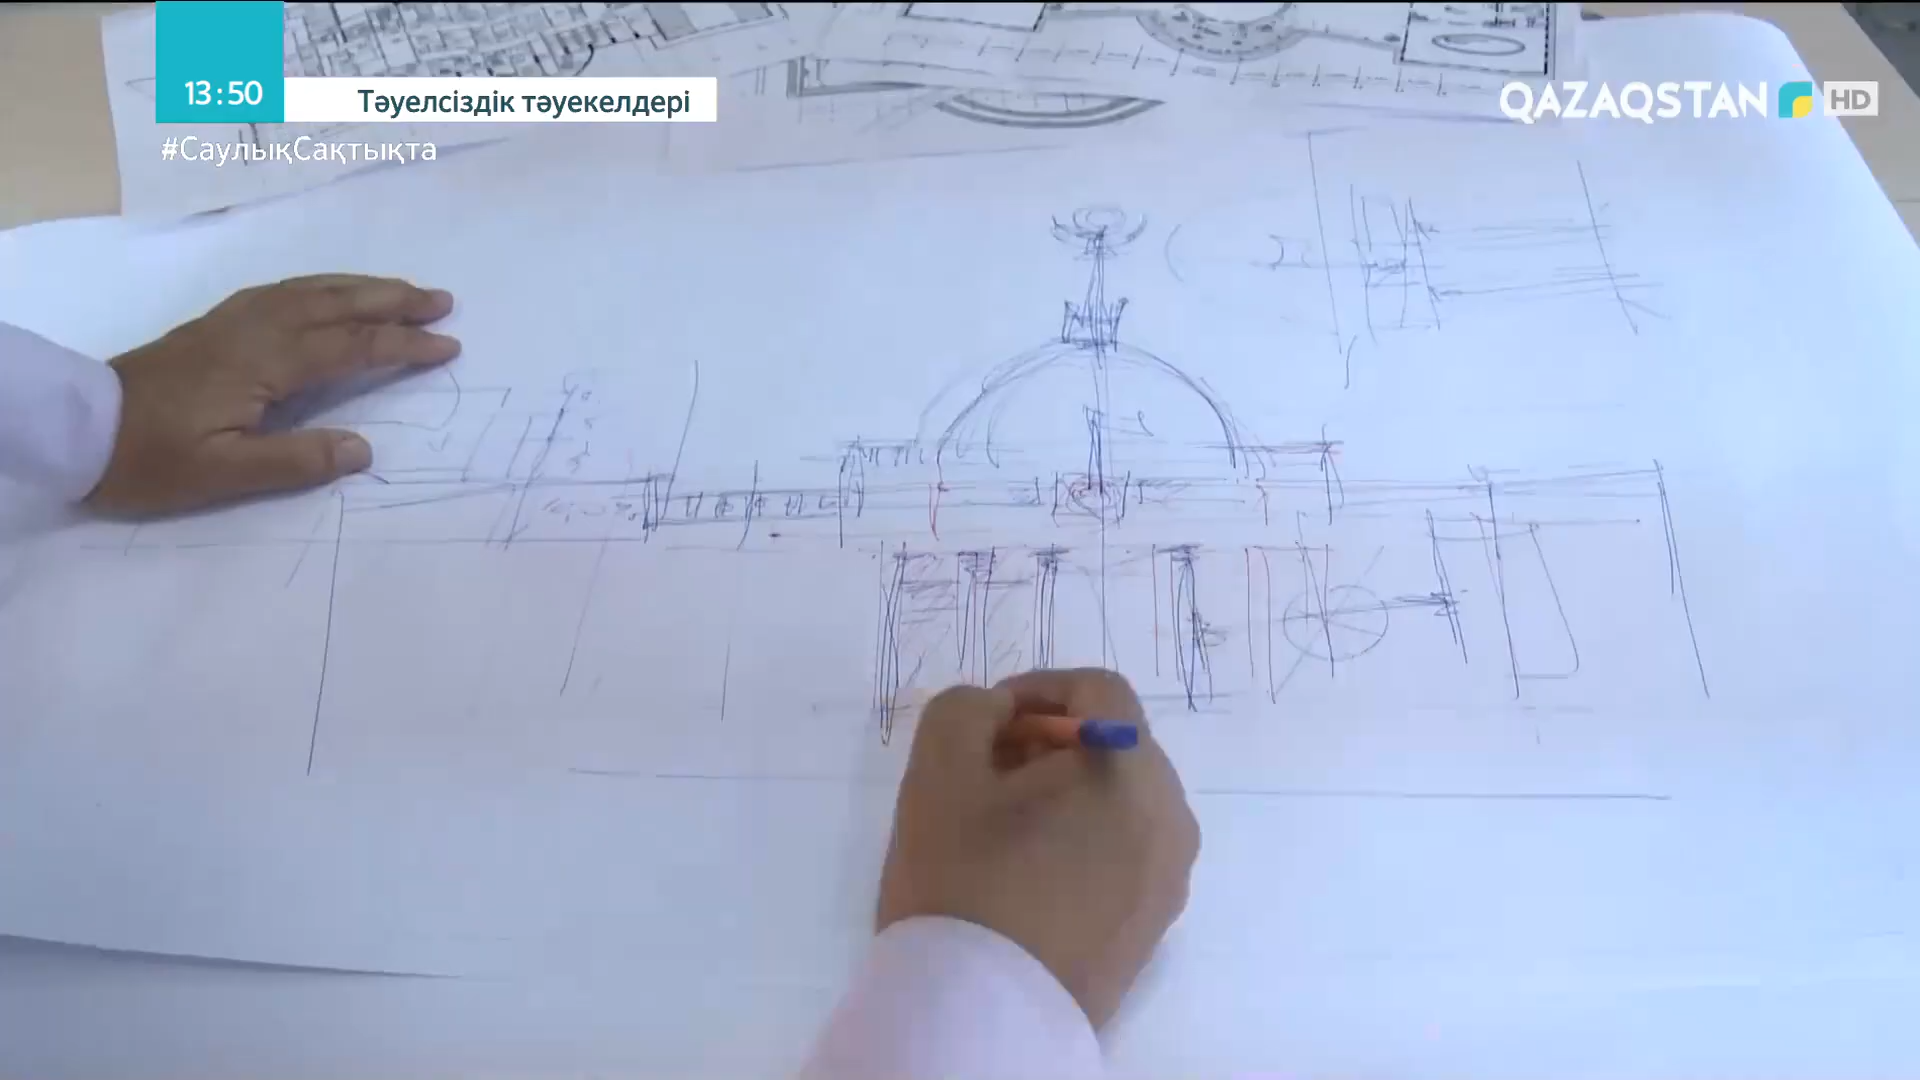 13:50
Тәуелсіздік тәуекелдері
#СаулықСақтықта
QAZAQSTAN HD